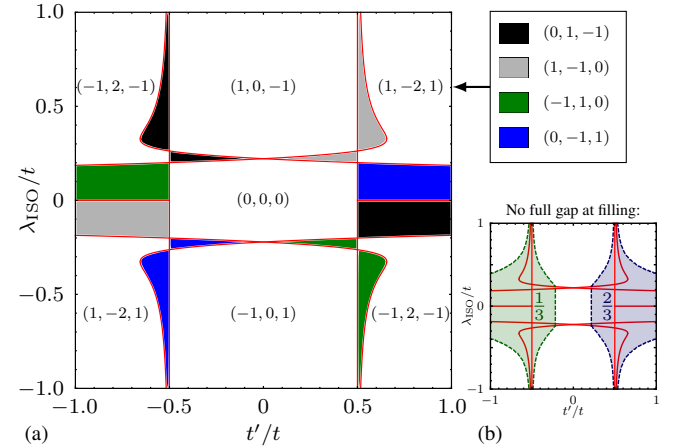 1.0
0.5
0
−0.5
−1.0
λISO/t
−1.0
−0.5
0
0.5
1.0
t′/t
(a)
(−1, 2, −1)
(1, 0, −1)
(1, −2, 1)
(0, 0, 0)
(1, −2, 1)
(−1, 0, 1)
(−1, 2, −1)
(0, 1, −1)
(1, −1, 0)
(−1, 1, 0)
(0, −1, 1)
No full gap at filling:
1
0
−1
λISO/t
1/3
2/3
−1
0
1
t′/t
(b)